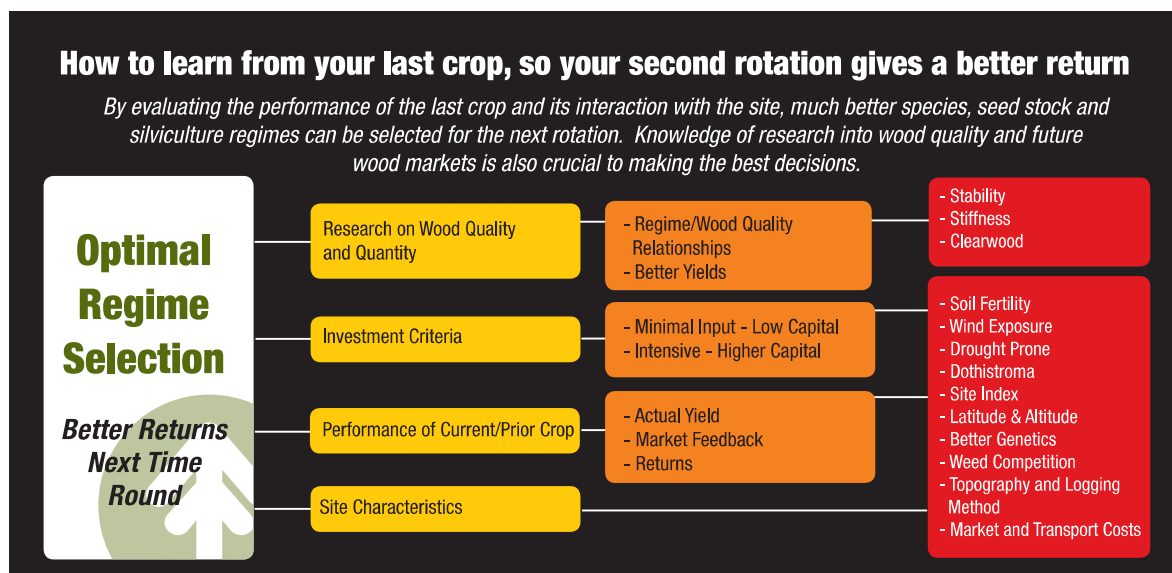 How to learn from your last crop, so your second rotation gives a better return
By evaluating the performance of the last crop and its interaction with the site, much better species, seed stock and
silviculture regimes can be selected for the next rotation.  Knowledge of research into wood quality and future
wood markets is also crucial to making the best decisions.
Optimal
Regime
Selection
Better Returns
Next Time
Round
Research on Wood Quality
and Quantity
- Regime/Wood Quality
Relationships
- Better Yields
- Stability
- Stiffness
- Clearwood
Investment Criteria
- Minimal Input - Low Capital
- Intensive - Higher Capital
Performance of Current/Prior Crop
- Actual Yield
- Market Feedback
- Returns
Site Characteristics
- Soil Fertility
- Wind Exposure
- Drought Prone
- Dothistroma
- Site Index
- Latitude & Altitude
- Better Genetics
- Weed Competition
- Topography and Logging
Method
- Market and Transport Costs